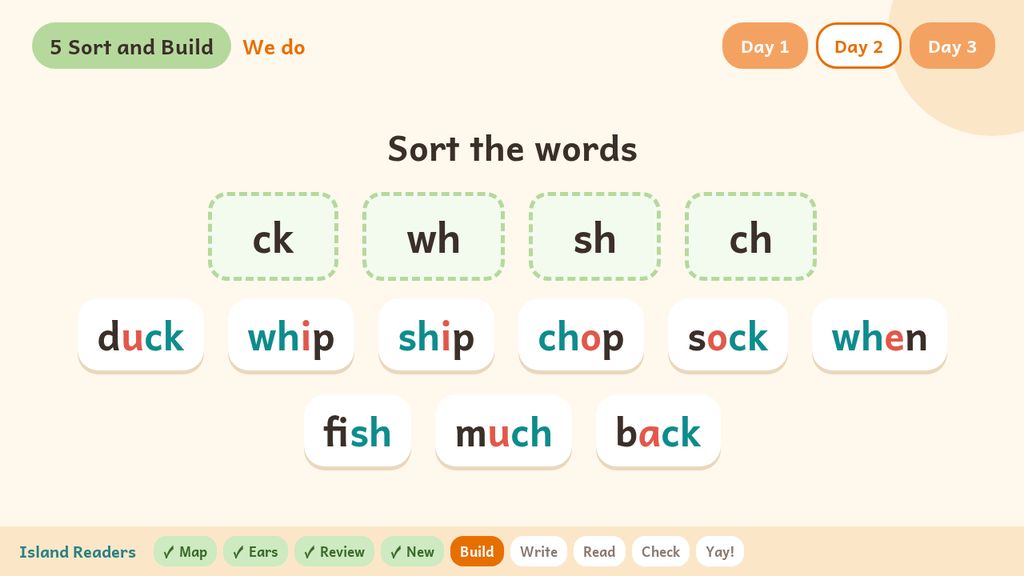 5 Sort and Build We do Day 1 Day 2 Day 3
Sort the words
ck wh sh ch
duck whip ship chop sock when
fish much back
Island Readers ✓ Map ✓ Ears ✓ Review ✓ New Build Write Read Check Yay!